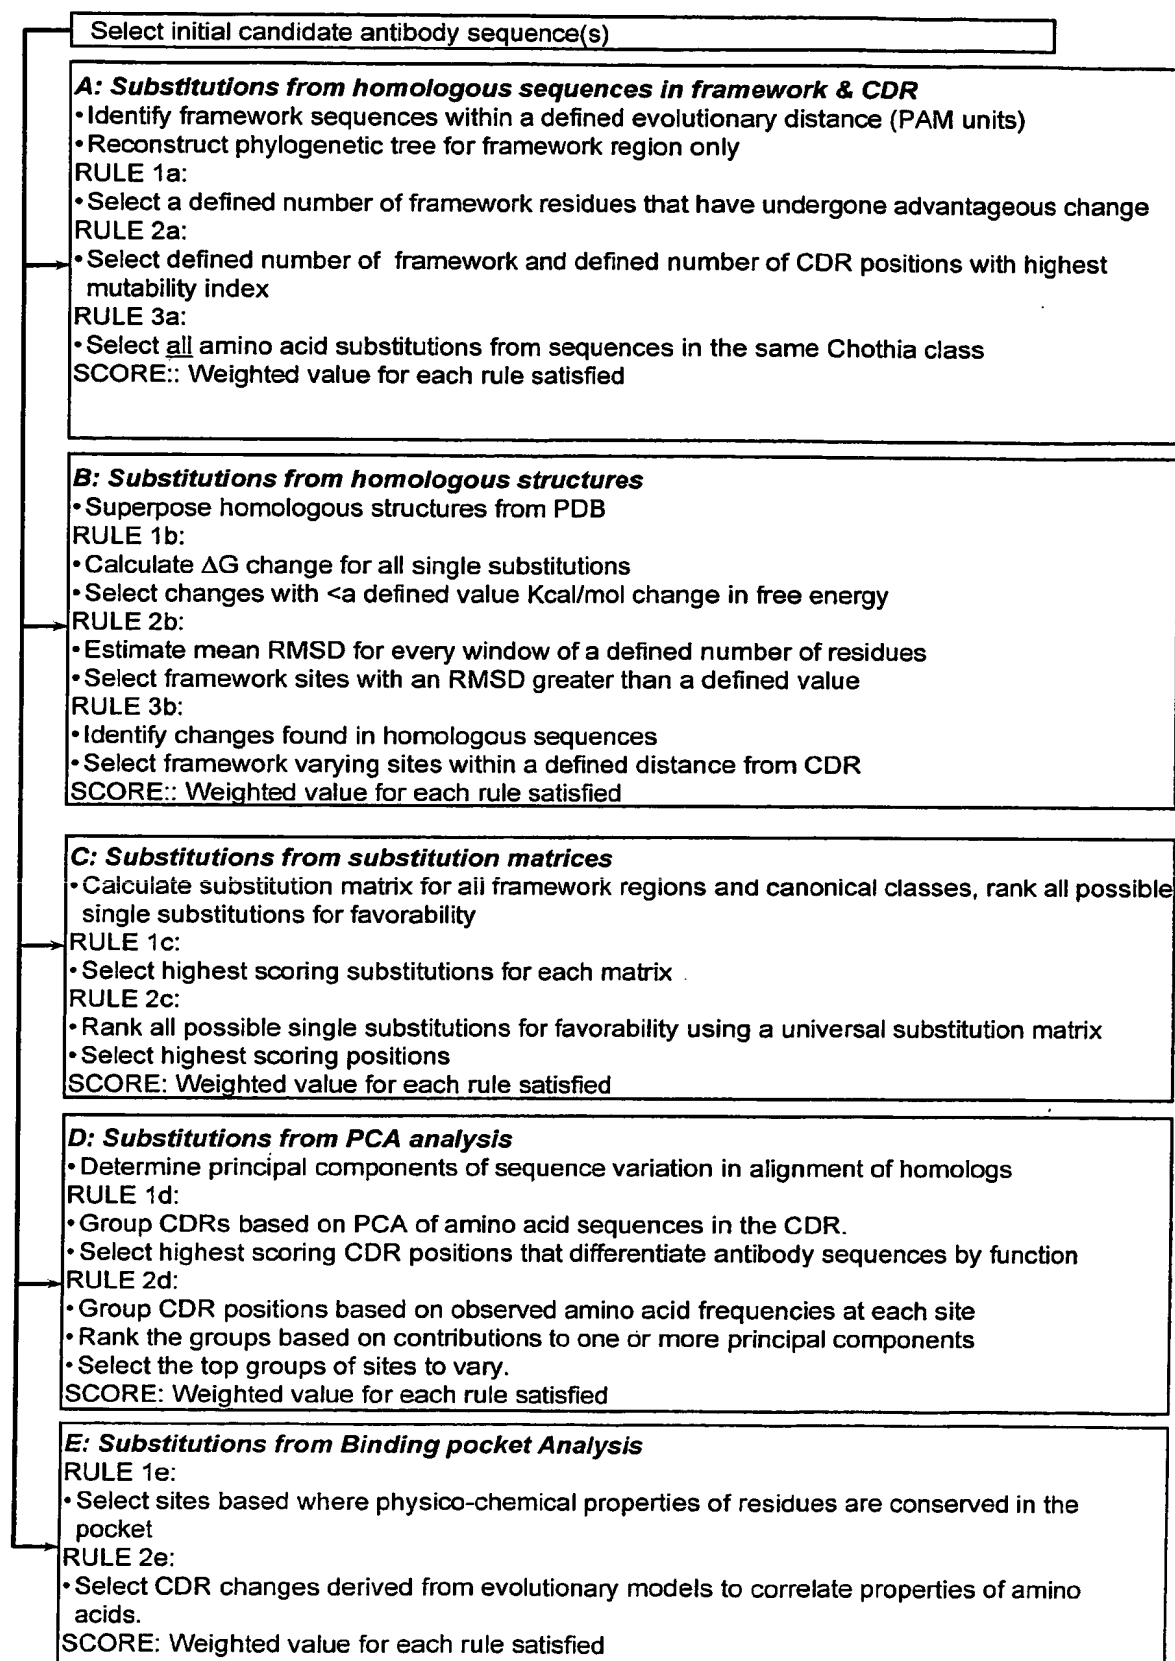 Select initial candidate antibody sequence(s)
A: Substitutions from homologous sequences in framework & CDR
• Identify framework sequences within a defined evolutionary distance (PAM units)
• Reconstruct phylogenetic tree for framework region only
RULE 1a:
• Select a defined number of framework residues that have undergone advantageous change
RULE 2a:
• Select defined number of framework and defined number of CDR positions with highest
mutability index
RULE 3a:
• Select all amino acid substitutions from sequences in the same Chothia class
SCORE:: Weighted value for each rule satisfied
B: Substitutions from homologous structures
• Superpose homologous structures from PDB
RULE 1b:
• Calculate ΔG change for all single substitutions
• Select changes with <a defined value Kcal/mol change in free energy
RULE 2b:
• Estimate mean RMSD for every window of a defined number of residues
• Select framework sites with an RMSD greater than a defined value
RULE 3b:
• Identify changes found in homologous sequences
• Select framework varying sites within a defined distance from CDR
SCORE:: Weighted value for each rule satisfied
C: Substitutions from substitution matrices
• Calculate substitution matrix for all framework regions and canonical classes, rank all possible
single substitutions for favorability
RULE 1c:
• Select highest scoring substitutions for each matrix
RULE 2c:
• Rank all possible single substitutions for favorability using a universal substitution matrix
• Select highest scoring positions
SCORE: Weighted value for each rule satisfied
D: Substitutions from PCA analysis
• Determine principal components of sequence variation in alignment of homologs
RULE 1d:
• Group CDRs based on PCA of amino acid sequences in the CDR.
• Select highest scoring CDR positions that differentiate antibody sequences by function
RULE 2d:
• Group CDR positions based on observed amino acid frequencies at each site
• Rank the groups based on contributions to one or more principal components
• Select the top groups of sites to vary.
SCORE: Weighted value for each rule satisfied
E: Substitutions from Binding pocket Analysis
RULE 1e:
• Select sites based where physico-chemical properties of residues are conserved in the
pocket
RULE 2e:
• Select CDR changes derived from evolutionary models to correlate properties of amino
acids.
SCORE: Weighted value for each rule satisfied